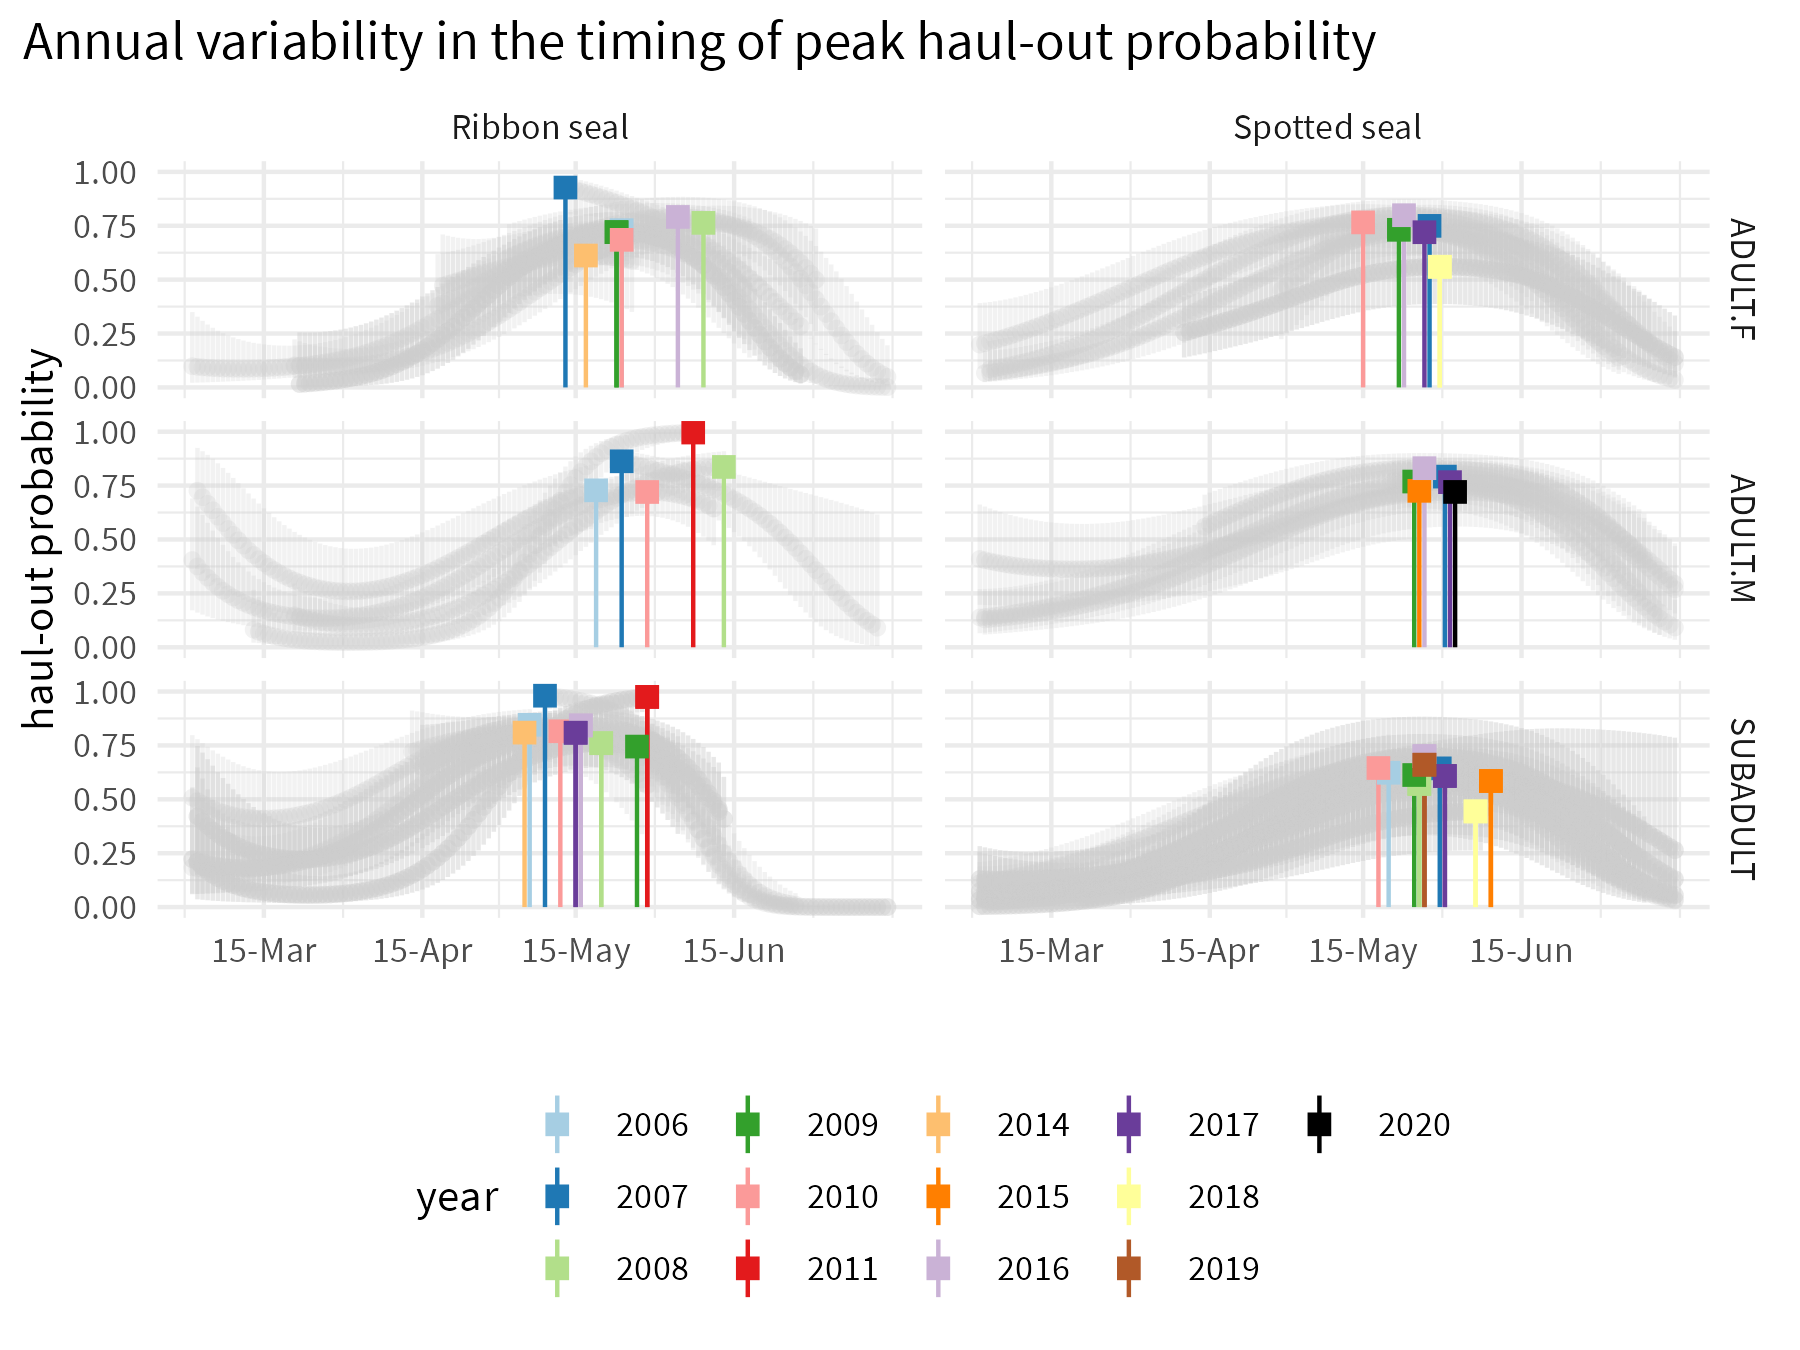 Annual variability in the timing of peak haul-out probability
Ribbon seal
Spotted seal
haul-out probability
1.00
0.75
0.50
0.25
0.00
ADULT.F
1.00
0.75
0.50
0.25
0.00
ADULT.M
1.00
0.75
0.50
0.25
0.00
SUBADULT
15-Mar 15-Apr 15-May 15-Jun
15-Mar 15-Apr 15-May 15-Jun
year
2006 2009 2014 2017 2020
2007 2010 2015 2018
2008 2011 2016 2019